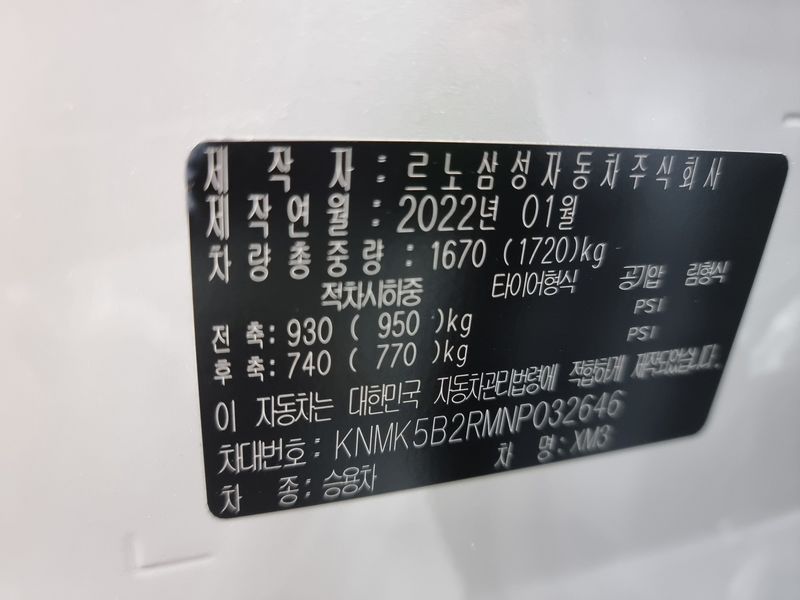 제 작 자 : 르노삼성자동차주식회사
제작연월 : 2022년 01월
차량총중량 : 1670 (1720)kg
적차시하중 타이어형식 공기압 림형식
전 축: 930 ( 950 )kg PSI
후 축: 740 ( 770 )kg PSI
이 자동차는 대한민국 자동차관리법령에 적합하게 제작되었습니다.
차대번호 : KNMK5B2RMNP032646
차 종: 승용차 차 명: XM3